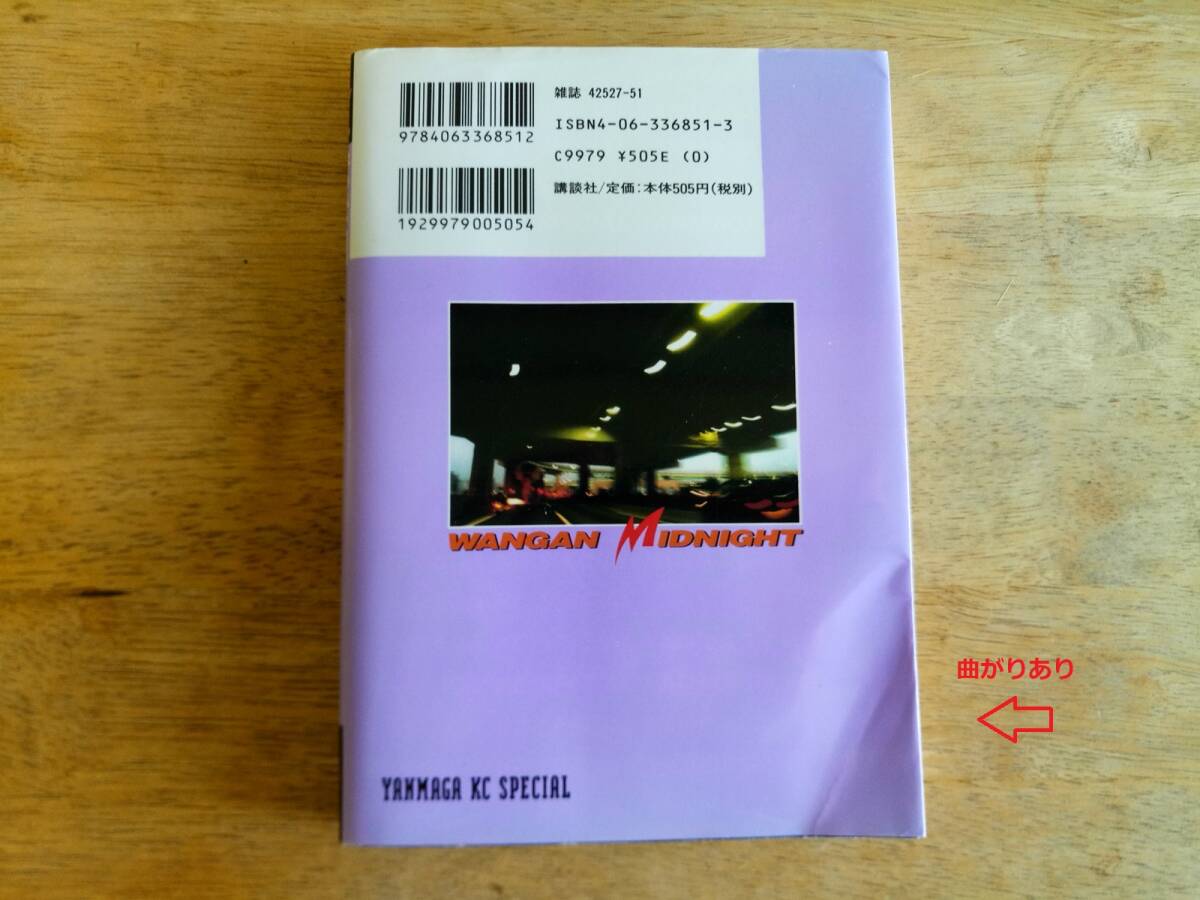 雑誌 42527-51
9784063368512
ISBN4-06-336851-3
C9979 ¥505E (0)
1929979005054
講談社/定価:本体505円(税別)
WANGAN MIDNIGHT
曲がりあり
YANMAGA KC SPECIAL